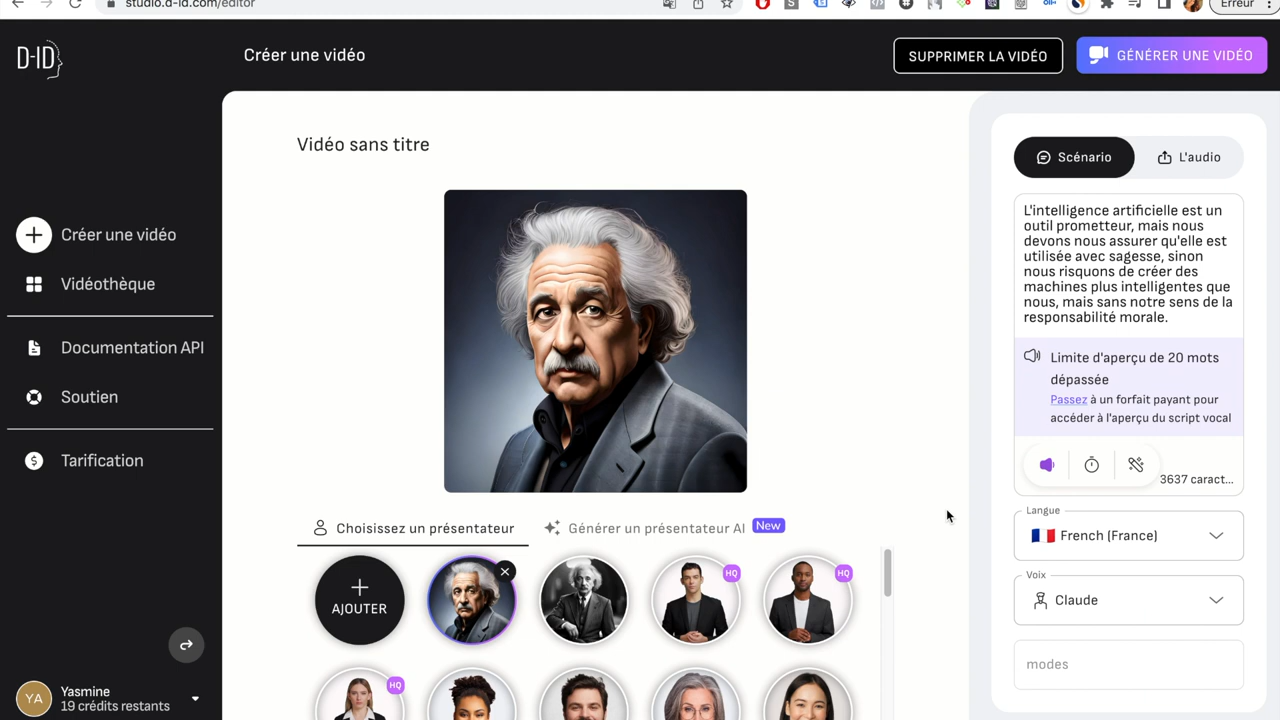 studio.d-id.com/editor
Erreur
D-ID
Créer une vidéo
SUPPRIMER LA VIDÉO
GÉNÉRER UNE VIDÉO
Vidéo sans titre
Créer une vidéo
Vidéothèque
Documentation API
Soutien
Tarification
Yasmine
YA
19 crédits restants
Choisissez un présentateur
Générer un présentateur AI
New
AJOUTER
HQ
HQ
HQ
Scénario
L'audio
L'intelligence artificielle est un
outil prometteur, mais nous
devons nous assurer qu'elle est
utilisée avec sagesse, sinon
nous risquons de créer des
machines plus intelligentes que
nous, mais sans notre sens de la
responsabilité morale.
Limite d'aperçu de 20 mots
dépassée
Passez à un forfait payant pour
accéder à l'aperçu du script vocal
3637 caract...
Langue
French (France)
Voix
Claude
modes